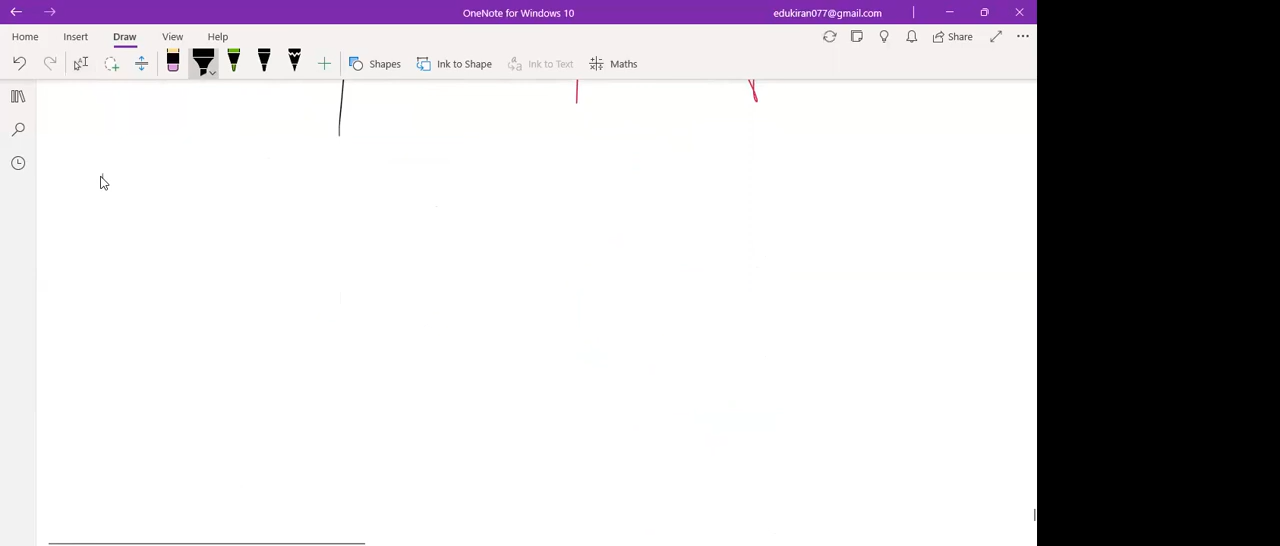 OneNote for Windows 10
edukiran077@gmail.com
Home Insert Draw View Help
Share
Shapes Ink to Shape Ink to Text Maths